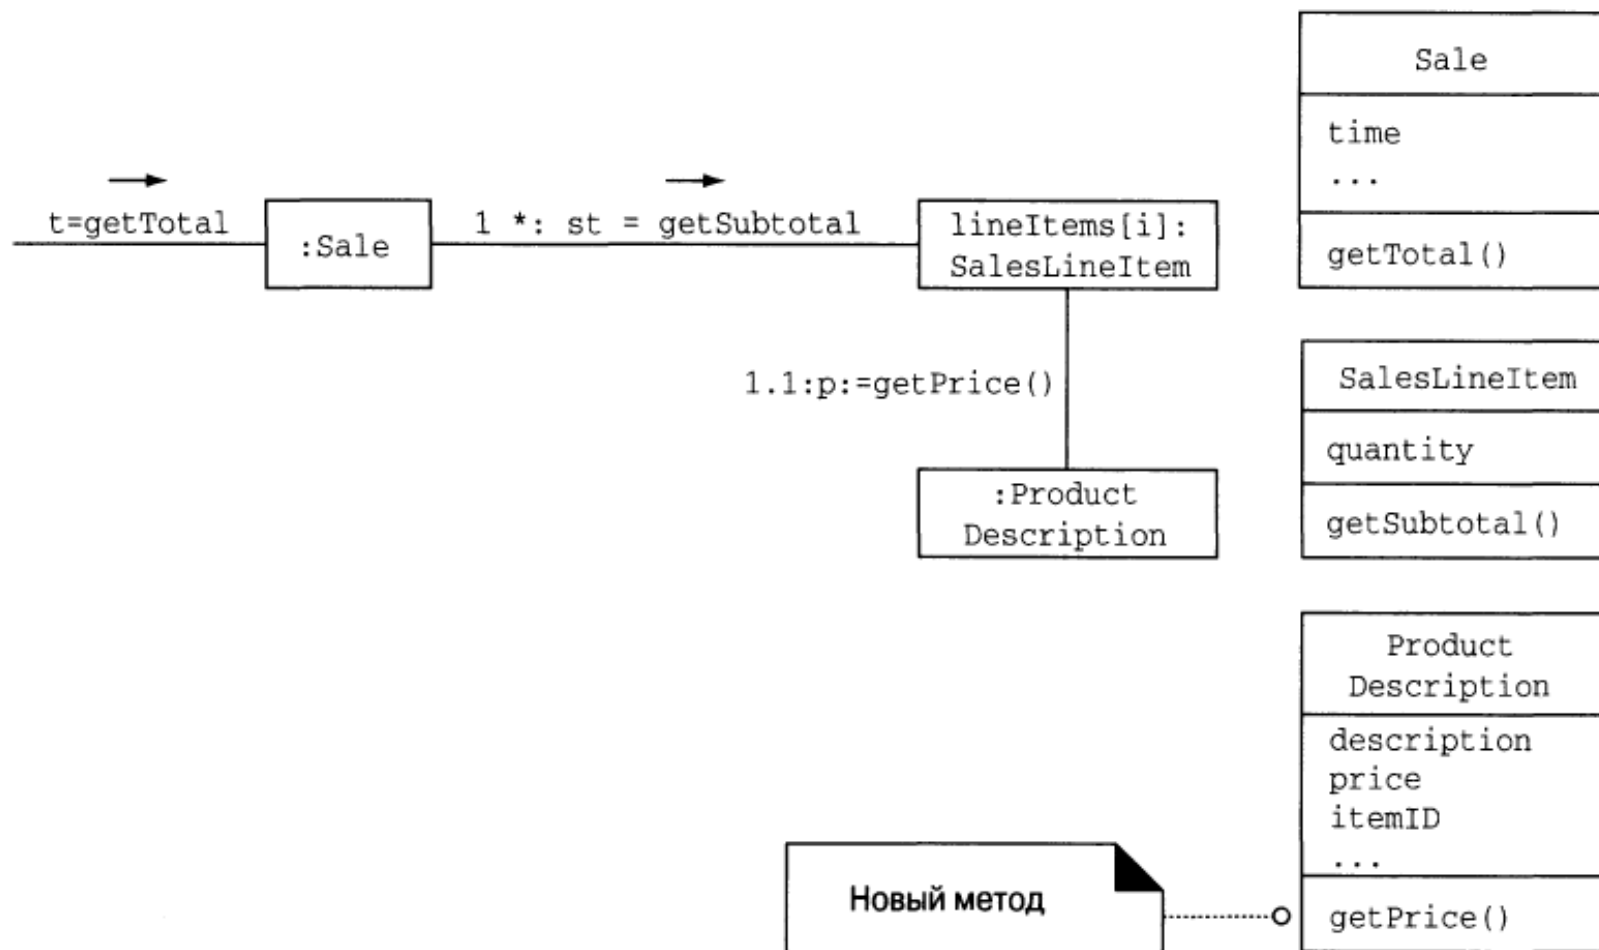 t=getTotal
:Sale
1 *: st = getSubtotal
lineItems[i]:
SalesLineItem
1.1:p:=getPrice()
:Product
Description
Sale
time
...
getTotal()
SalesLineItem
quantity
getSubtotal()
Product
Description
description
price
itemID
...
getPrice()
Новый метод